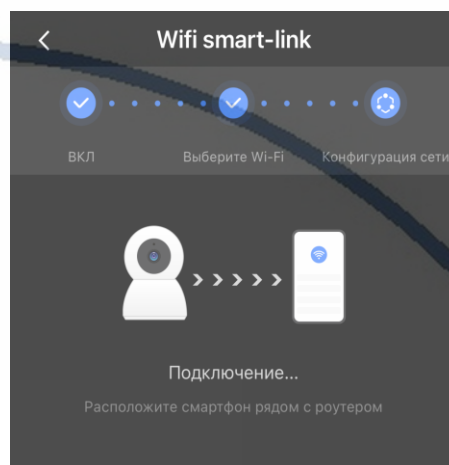 Wifi smart-link
ВКЛ Выберите Wi-Fi Конфигурация сети
Подключение...
Расположите смартфон рядом с роутером